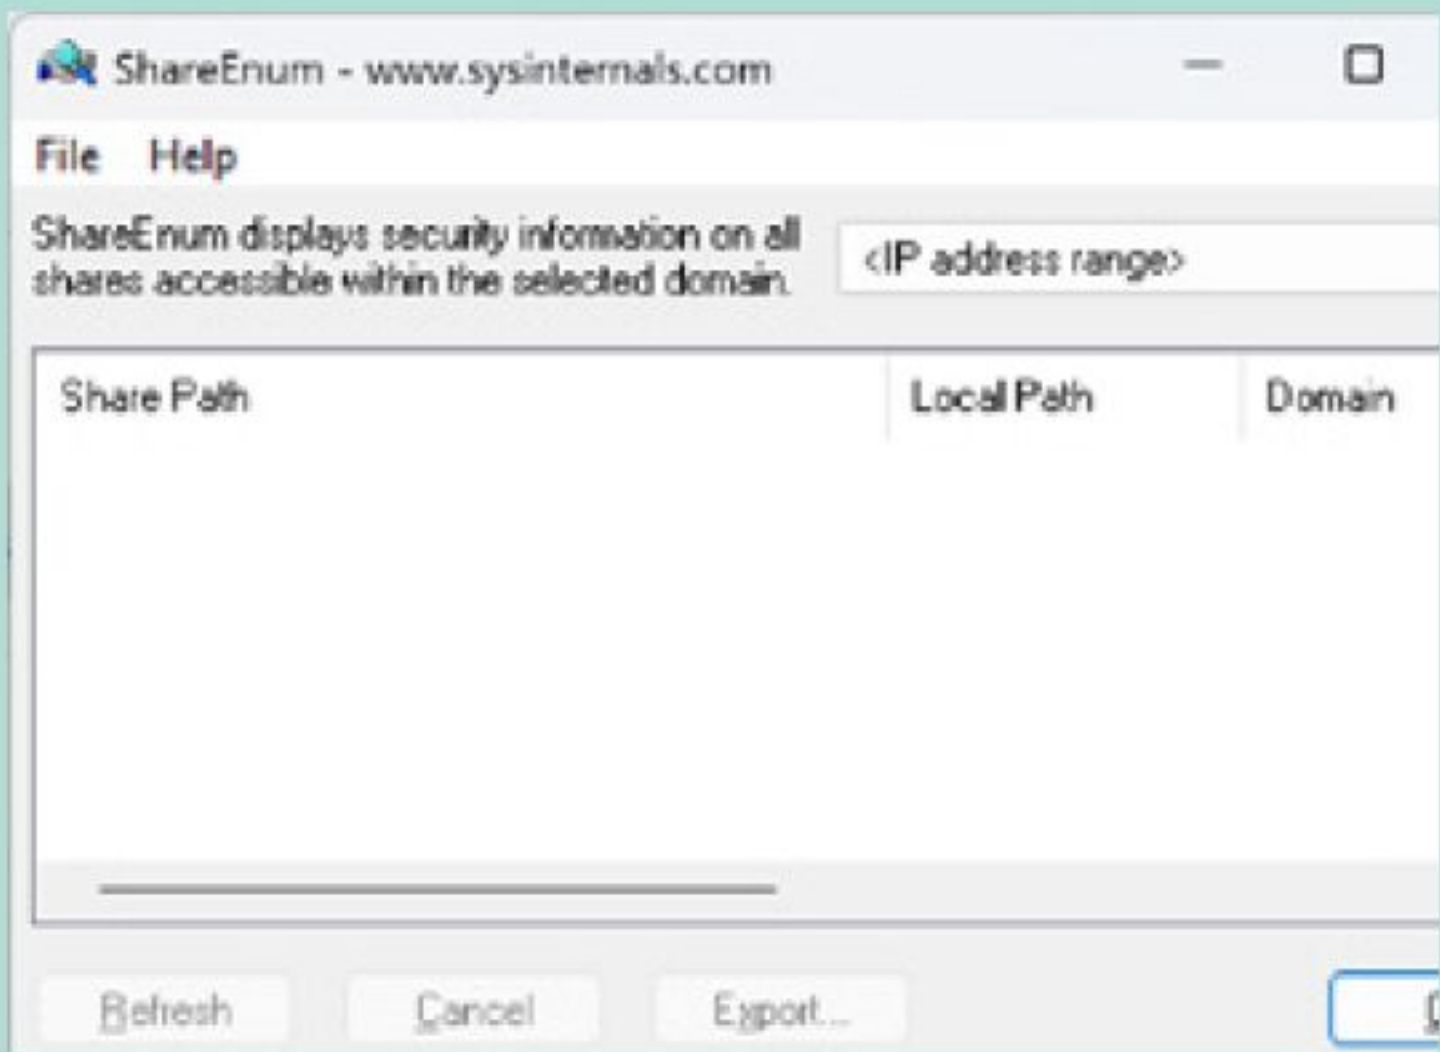 ShareEnum - www.sysinternals.com
File Help
ShareEnum displays security information on all
shares accessible within the selected domain.
<IP address range>
Share Path Local Path Domain
Refresh Cancel Export...